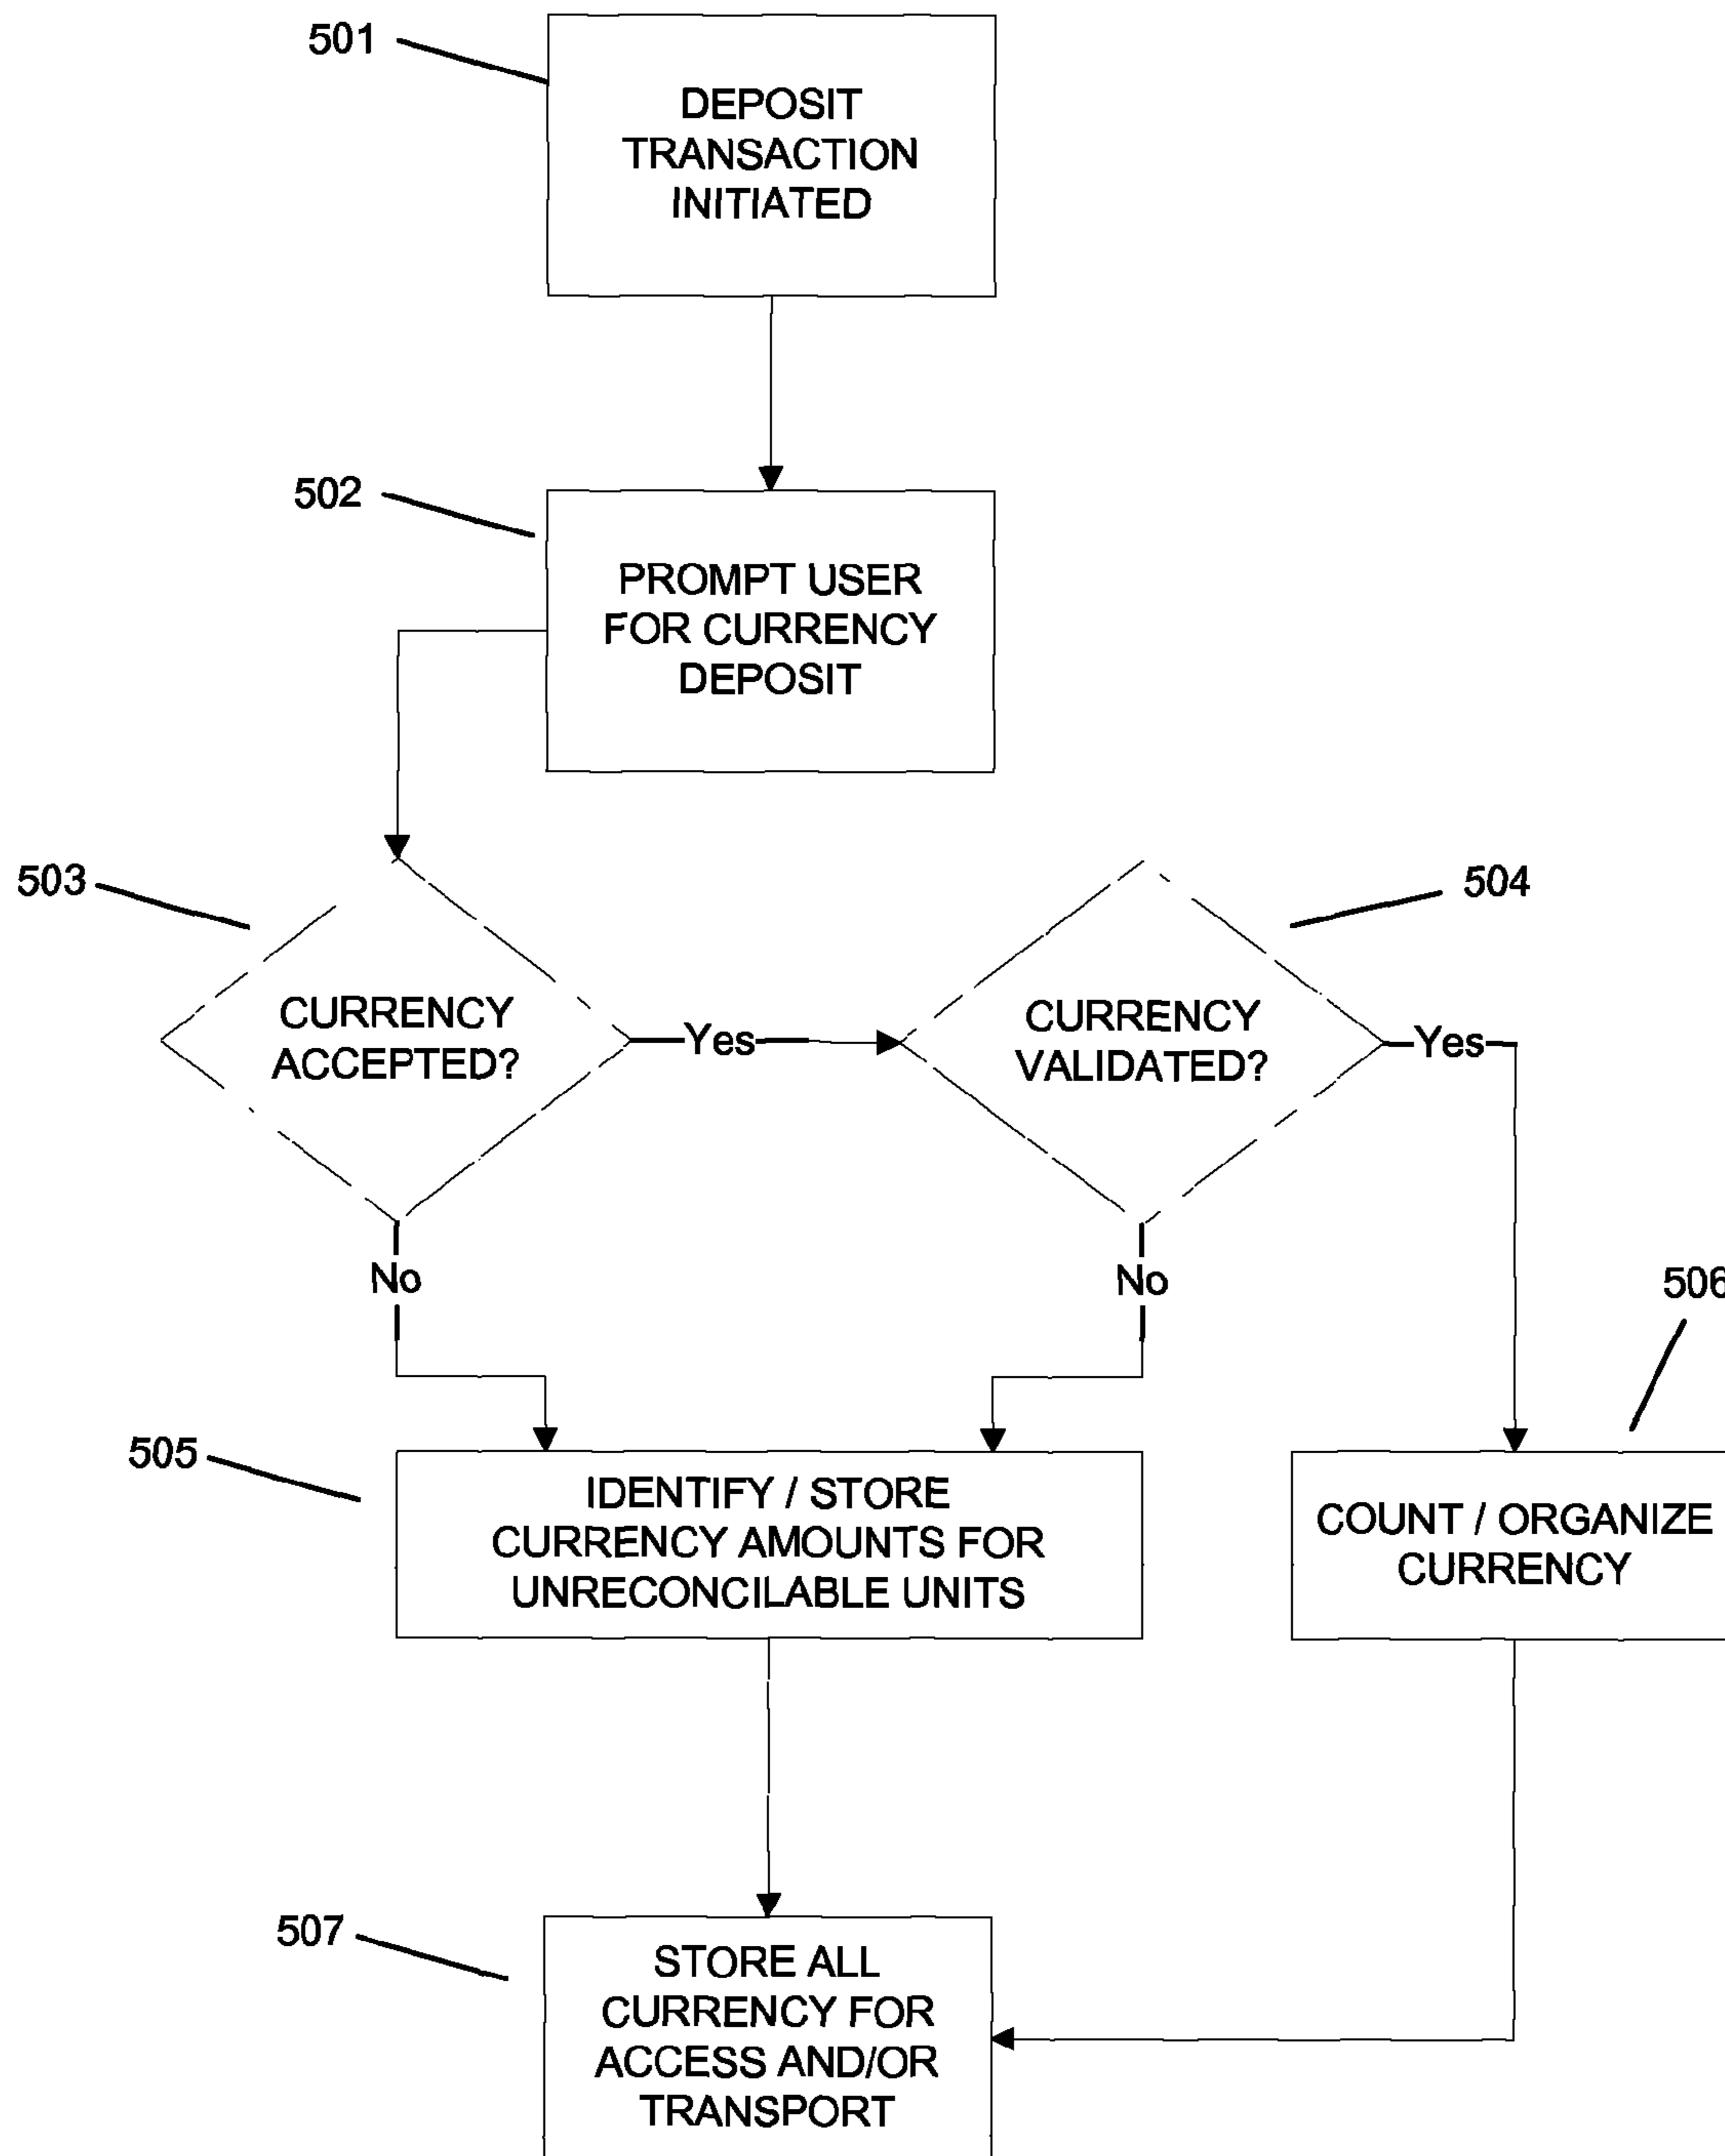 501
DEPOSIT
TRANSACTION
INITIATED
502
PROMPT USER
FOR CURRENCY
DEPOSIT
503
504
CURRENCY
ACCEPTED?
Yes
CURRENCY
VALIDATED?
Yes
No
No
506
505
IDENTIFY / STORE
CURRENCY AMOUNTS FOR
UNRECONCILABLE UNITS
COUNT / ORGANIZE
CURRENCY
507
STORE ALL
CURRENCY FOR
ACCESS AND/OR
TRANSPORT